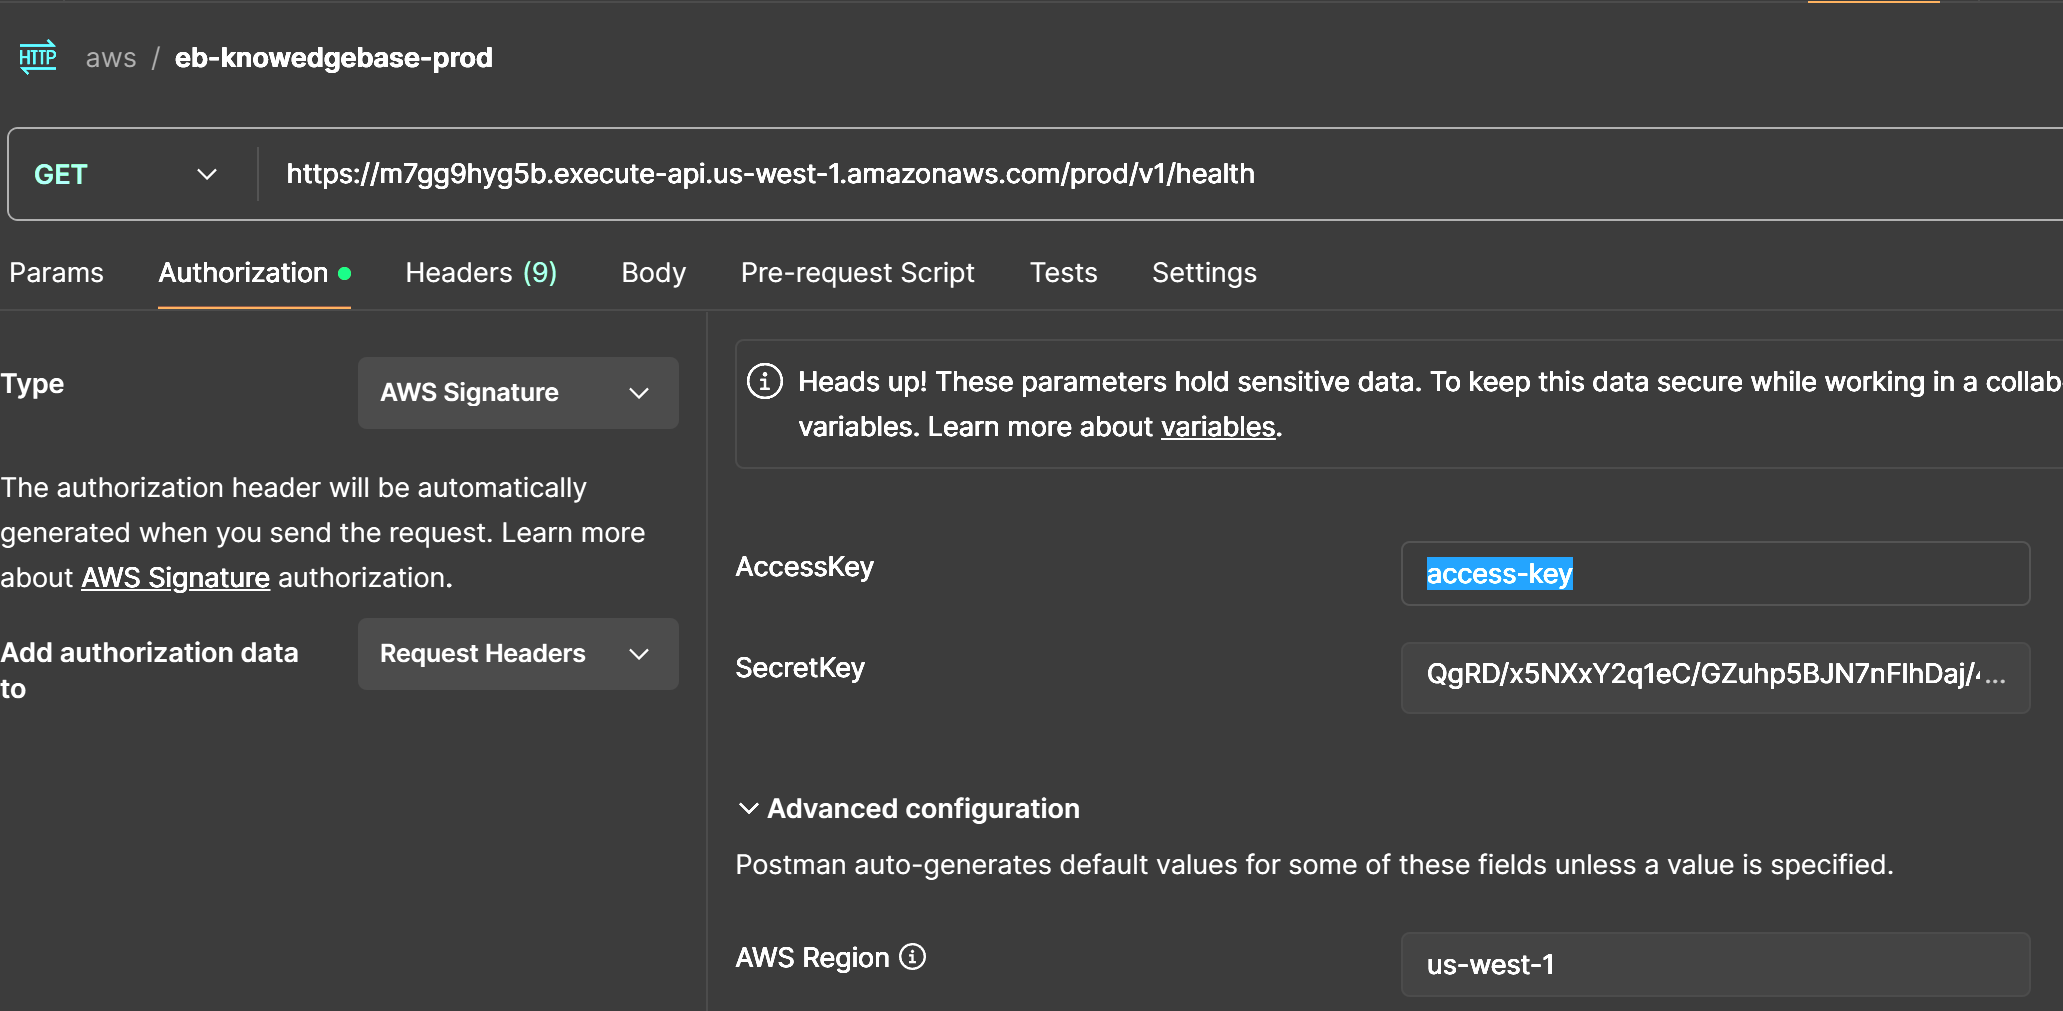 HTTP aws / eb-knowedgebase-prod
GET https://m7gg9hyg5b.execute-api.us-west-1.amazonaws.com/prod/v1/health
Params Authorization Headers (9) Body Pre-request Script Tests Settings
Type AWS Signature
The authorization header will be automatically
generated when you send the request. Learn more
about AWS Signature authorization.
Add authorization data
to
Request Headers
Heads up! These parameters hold sensitive data. To keep this data secure while working in a collab
variables. Learn more about variables.
AccessKey access-key
SecretKey QgRD/x5NXxY2q1eC/GZuhp5BJN7nFlhDaj/...
Advanced configuration
Postman auto-generates default values for some of these fields unless a value is specified.
AWS Region us-west-1